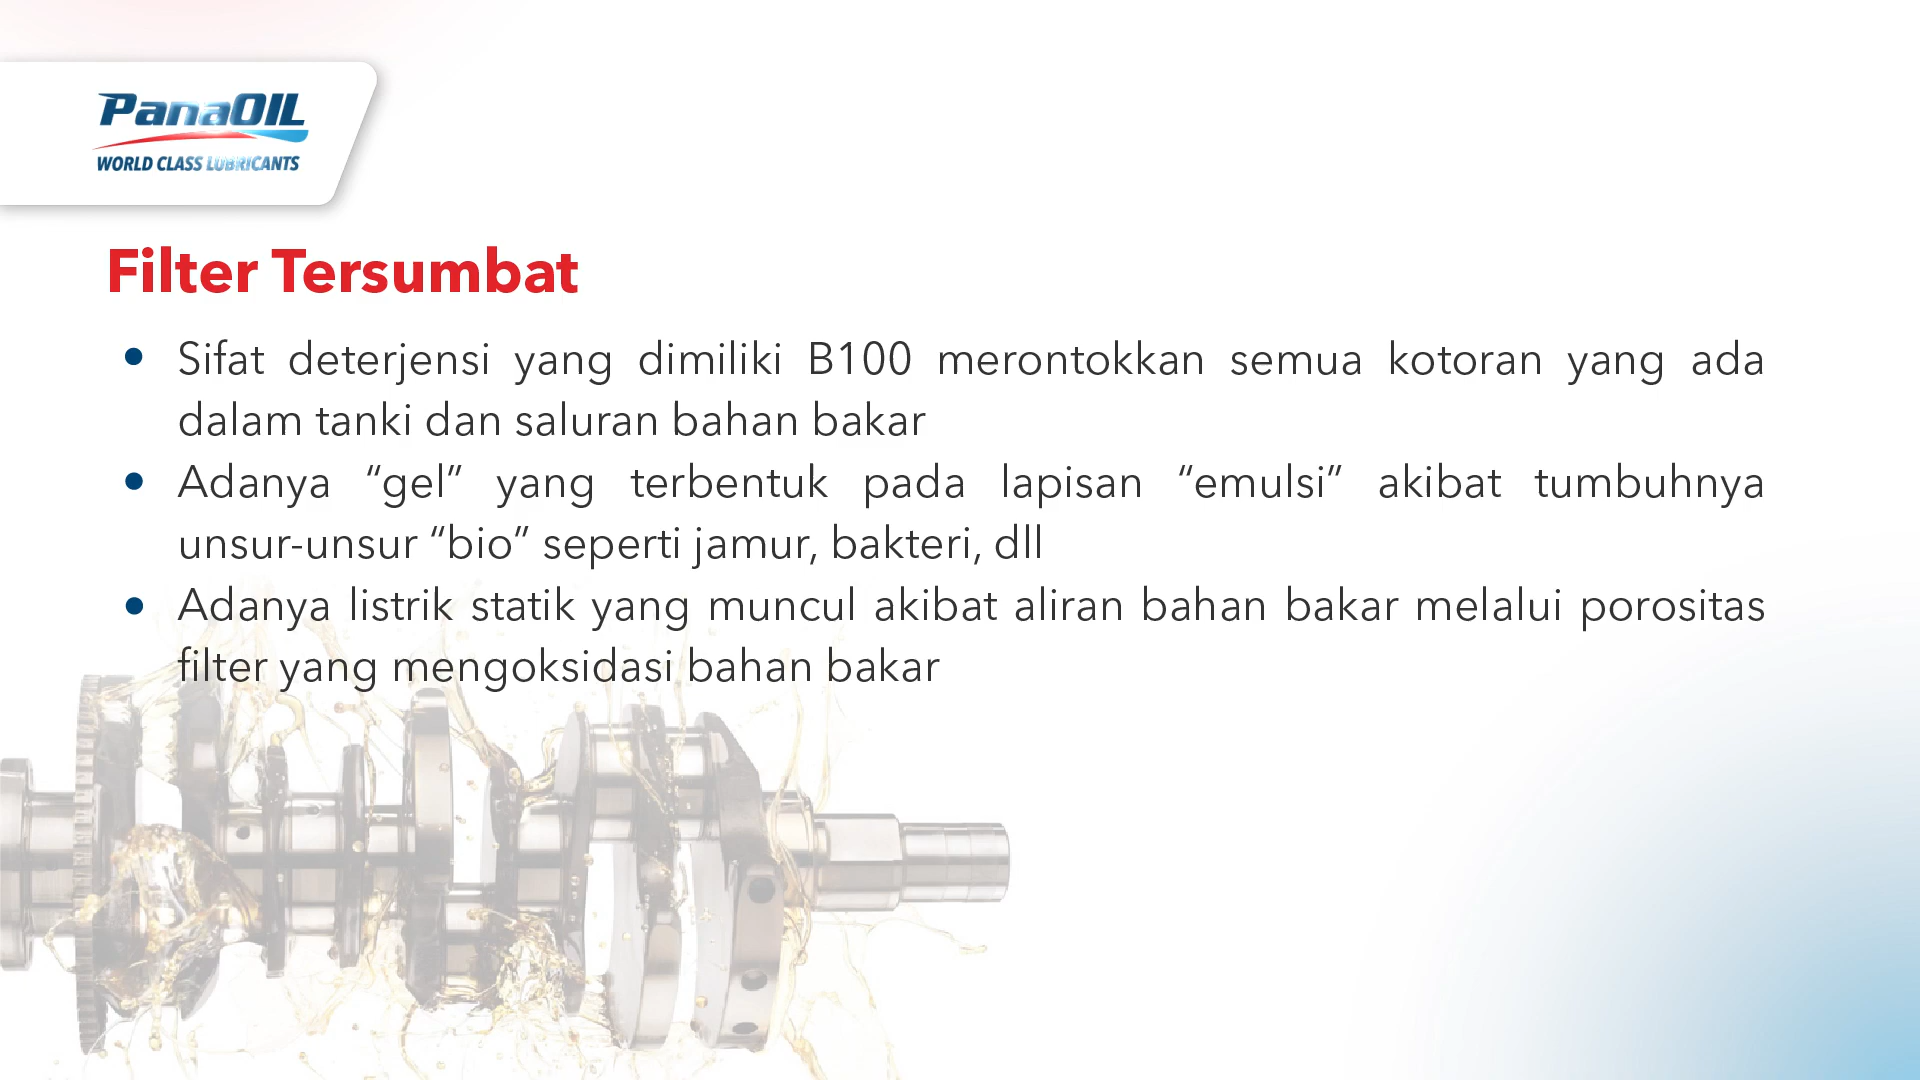 PanaOIL
WORLD CLASS LUBRICANTS
Filter Tersumbat
• Sifat deterjensi yang dimiliki B100 merontokkan semua kotoran yang ada
dalam tanki dan saluran bahan bakar
• Adanya “gel” yang terbentuk pada lapisan “emulsi” akibat tumbuhnya
unsur-unsur “bio” seperti jamur, bakteri, dll
• Adanya listrik statik yang muncul akibat aliran bahan bakar melalui porositas
filter yang mengoksidasi bahan bakar